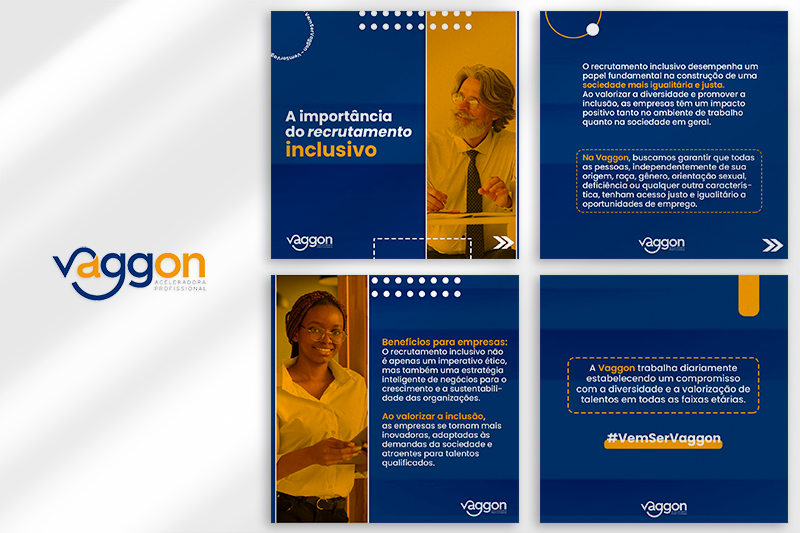 vaggon
ACELERADORA
PROFISSIONAL
VemSerVaggon • VemServag
A importância
do recrutamento
inclusivo
vaggon
O recrutamento inclusivo desempenha um
papel fundamental na construção de uma
sociedade mais igualitária e justa.
Ao valorizar a diversidade e promover a
inclusão, as empresas têm um impacto
positivo tanto no ambiente de trabalho
quanto na sociedade em geral.
Na Vaggon, buscamos garantir que todas
as pessoas, independentemente de sua
origem, raça, gênero, orientação sexual,
deficiência ou qualquer outra caracterís-
tica, tenham acesso justo e igualitário a
oportunidades de emprego.
vaggon
Benefícios para empresas:
O recrutamento inclusivo não
é apenas um imperativo ético,
mas também uma estratégia
inteligente de negócios para o
crescimento e a sustentabili-
dade das organizações.
Ao valorizar a inclusão,
as empresas se tornam mais
inovadoras, adaptadas às
demandas da sociedade e
atraentes para talentos
qualificados.
vaggon
A Vaggon trabalha diariamente
estabelecendo um compromisso
com a diversidade e a valorização de
talentos em todas as faixas etárias.
#VemSerVaggon
vaggon